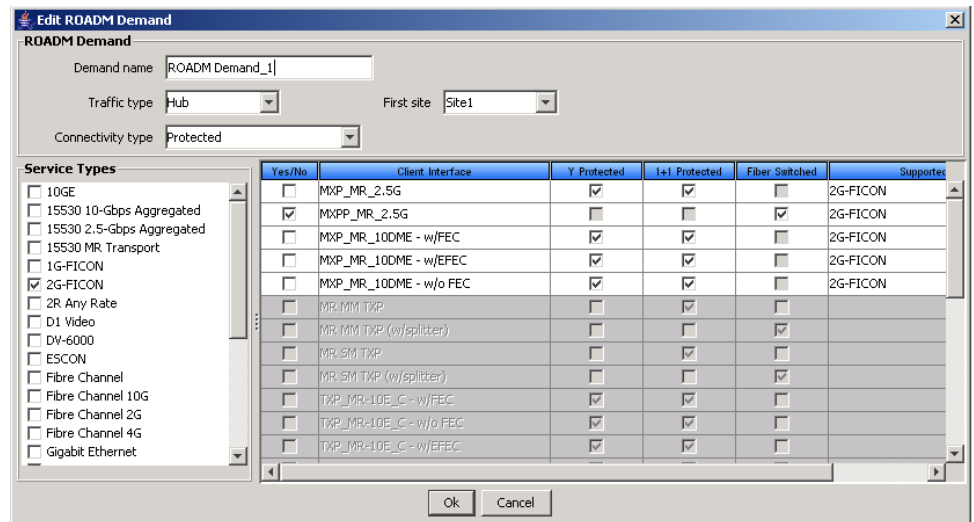 Edit ROADM Demand
ROADM Demand
Demand name ROADM Demand_1
Traffic type Hub First site Site1
Connectivity type Protected
Service Types
10GE
15530 10-Gbps Aggregated
15530 2.5-Gbps Aggregated
15530 MR Transport
1G-FICON
2G-FICON
2R Any Rate
D1 Video
DV-6000
ESCON
Fibre Channel
Fibre Channel 10G
Fibre Channel 2G
Fibre Channel 4G
Gigabit Ethernet
Yes/No Client Interface Y Protected 1+1 Protected Fiber Switched Supported
MXP_MR_2.5G 2G-FICON
MXPP_MR_2.5G 2G-FICON
MXP_MR_10DME - w/FEC 2G-FICON
MXP_MR_10DME - w/EFEC 2G-FICON
MXP_MR_10DME - w/o FEC 2G-FICON
MR MM TXP
MR MM TXP (w/splitter)
MR SM TXP
MR SM TXP (w/splitter)
TXP_MR-10E_C - w/FEC
TXP_MR-10E_C - w/o FEC
TXP_MR-10E_C - w/EFEC
Ok Cancel